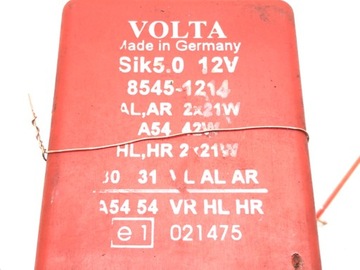 VOLTA
Made in Germany
Sik5.0 12V
8545-1214
AL,AR 2x21W
A54 42W
HL,HR 2x21W
30 31 VL AL AR
A54 54 VR HL HR
e1 021475